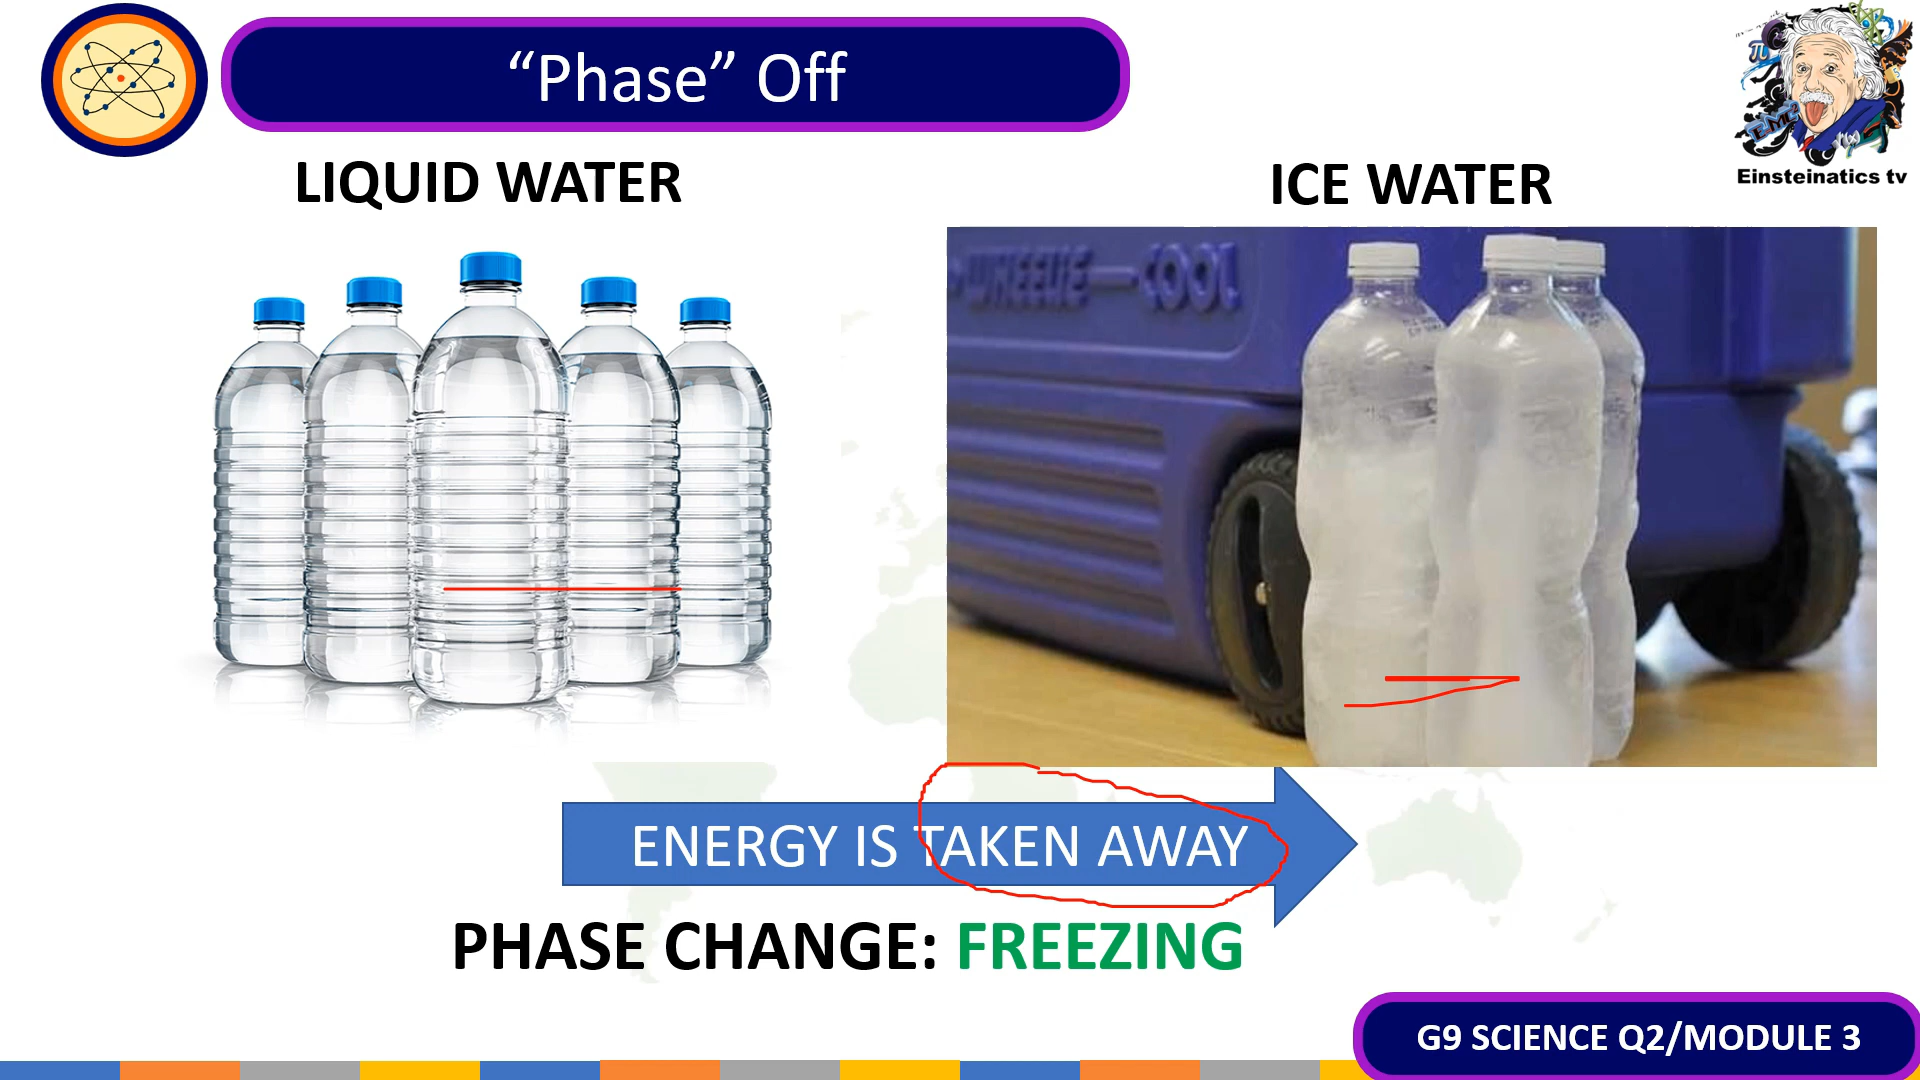 “Phase” Off
Einsteinatics tv
LIQUID WATER
ICE WATER
WHEELIE—COOL
ENERGY IS TAKEN AWAY
PHASE CHANGE: FREEZING
G9 SCIENCE Q2/MODULE 3